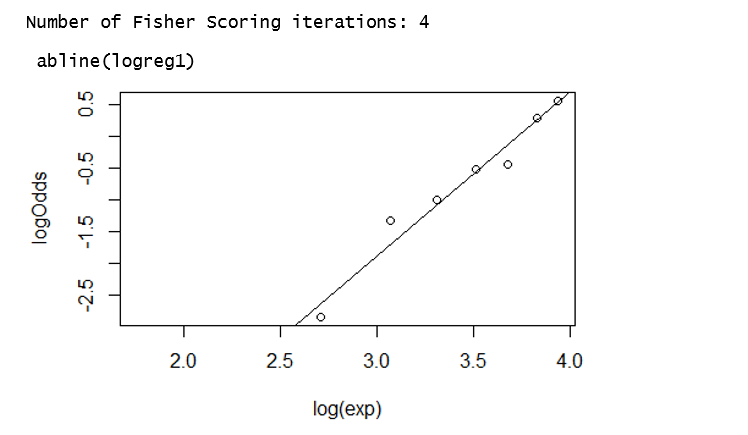 Number of Fisher Scoring iterations: 4
abline(logreg1)
0.5
-0.5
-1.5
-2.5
logOdds
2.0 2.5 3.0 3.5 4.0
log(exp)